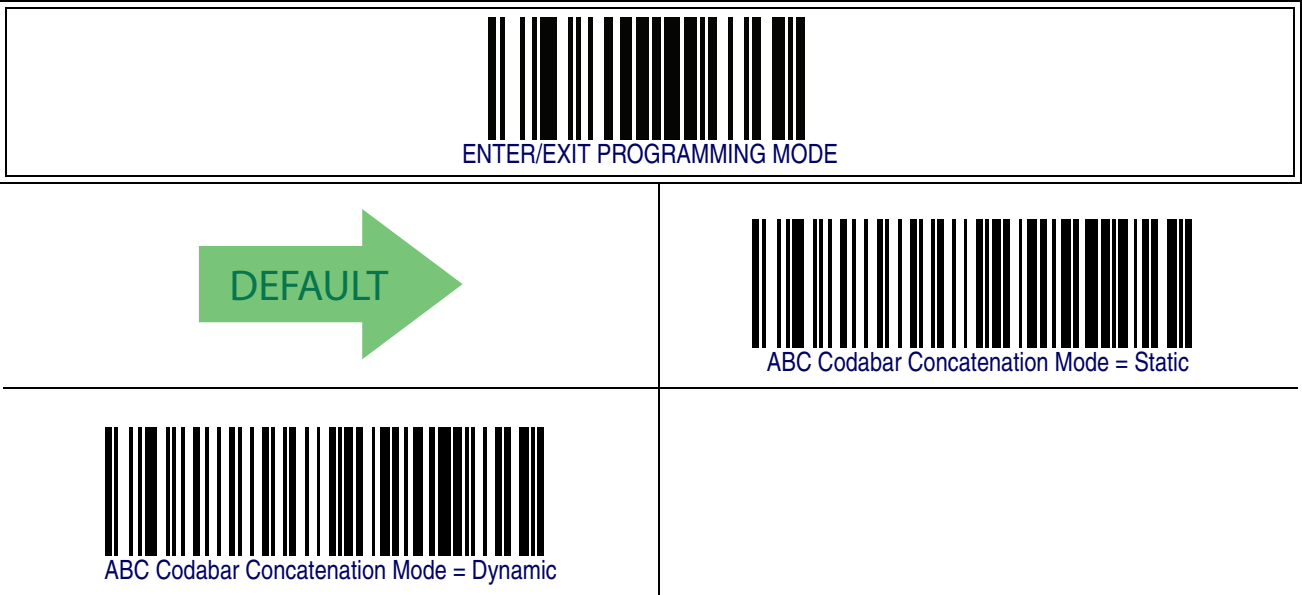 ENTER/EXIT PROGRAMMING MODE
DEFAULT
ABC Codabar Concatenation Mode = Static
ABC Codabar Concatenation Mode = Dynamic